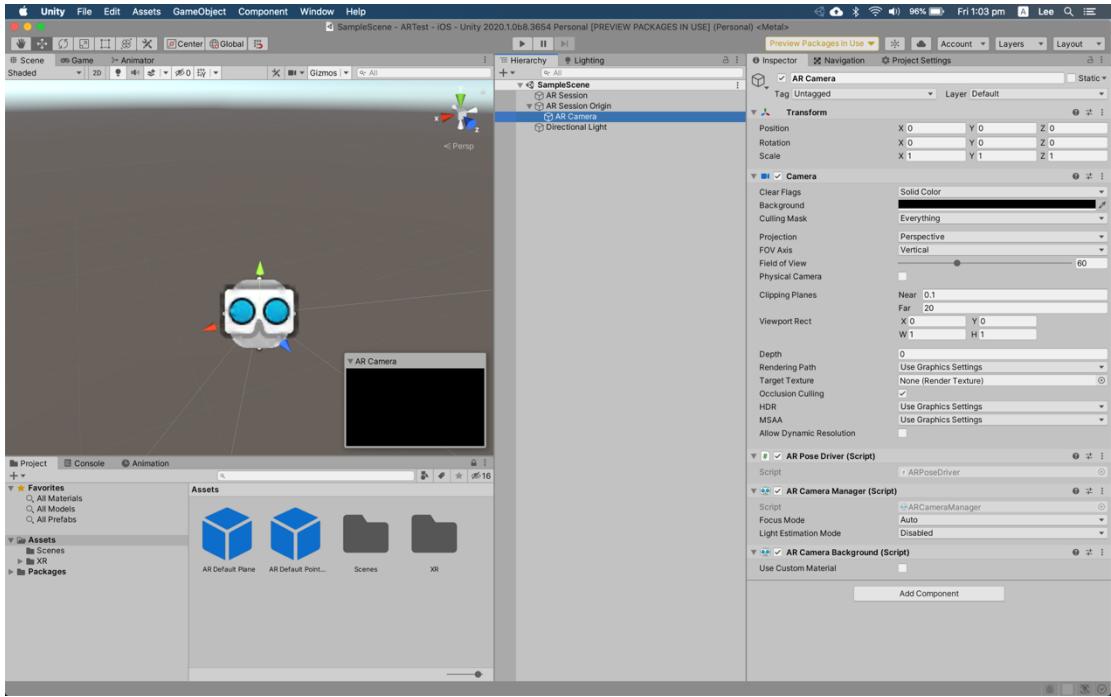 Unity File Edit Assets GameObject Component Window Help 96% Fri 1:03 pm A Lee
SampleScene - ARTest - iOS - Unity 2020.1.0b8.3654 Personal [PREVIEW PACKAGES IN USE] (Personal) <Metal>
Center Global Preview Packages in Use Account Layers Layout
Scene Game Animator
Shaded 2D 0 Gizmos All
Persp
AR Camera
Hierarchy Lighting
All
SampleScene
AR Session
AR Session Origin
AR Camera
Directional Light
Project Console Animation
16
Favorites
All Materials
All Models
All Prefabs
Assets
Scenes
XR
Packages
Assets
AR Default Plane AR Default Point... Scenes XR
Inspector Navigation Project Settings
AR Camera Static
Tag Untagged Layer Default
Transform
Position X 0 Y 0 Z 0
Rotation X 0 Y 0 Z 0
Scale X 1 Y 1 Z 1
Camera
Clear Flags Solid Color
Background
Culling Mask Everything
Projection Perspective
FOV Axis Vertical
Field of View 60
Physical Camera
Clipping Planes Near 0.1
Far 20
Viewport Rect X 0 Y 0
W 1 H 1
Depth 0
Rendering Path Use Graphics Settings
Target Texture None (Render Texture)
Occlusion Culling
HDR Use Graphics Settings
MSAA Use Graphics Settings
Allow Dynamic Resolution
# AR Pose Driver (Script)
Script ARPoseDriver
AR Camera Manager (Script)
Script ARCameraManager
Focus Mode Auto
Light Estimation Mode Disabled
AR Camera Background (Script)
Use Custom Material
Add Component